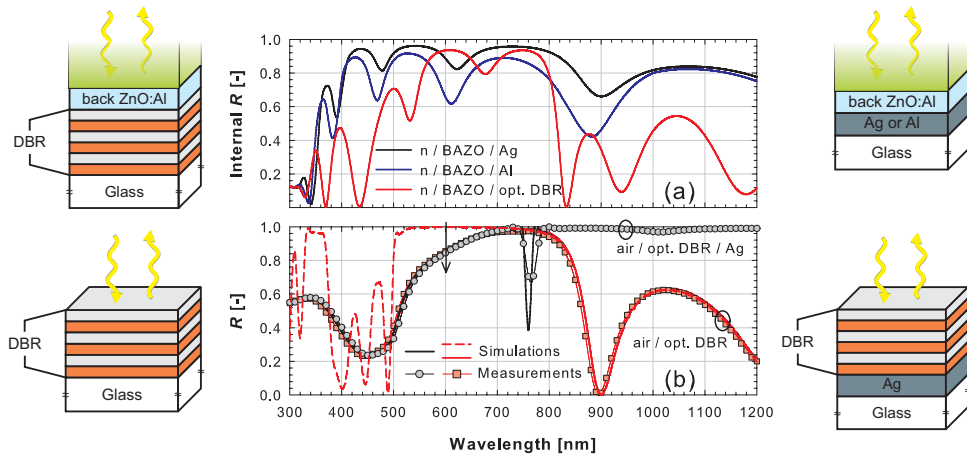 back ZnO:Al
DBR
Glass
DBR
Glass
Internal R [-]
1.0
0.8
0.6
0.4
0.2
n / BAZO / Ag
n / BAZO / Al
n / BAZO / opt. DBR
(a)
R [-]
1.0
0.8
0.6
0.4
0.2
0.0
air / opt. DBR / Ag
air / opt. DBR
Simulations
Measurements
(b)
300 400 500 600 700 800 900 1000 1100 1200
Wavelength [nm]
back ZnO:Al
Ag or Al
Glass
DBR
Ag
Glass